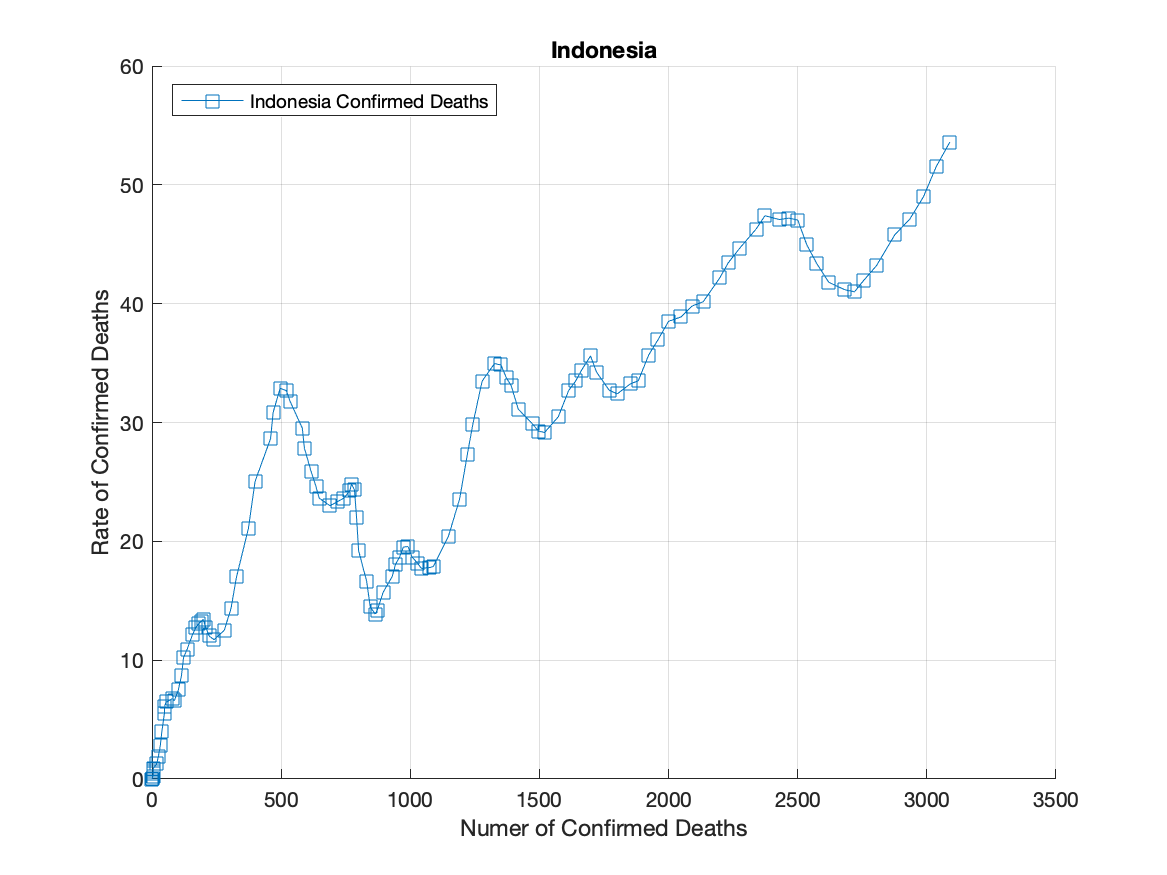 Indonesia
Indonesia Confirmed Deaths
60
50
40
30
20
10
0
Rate of Confirmed Deaths
0 500 1000 1500 2000 2500 3000 3500
Numer of Confirmed Deaths